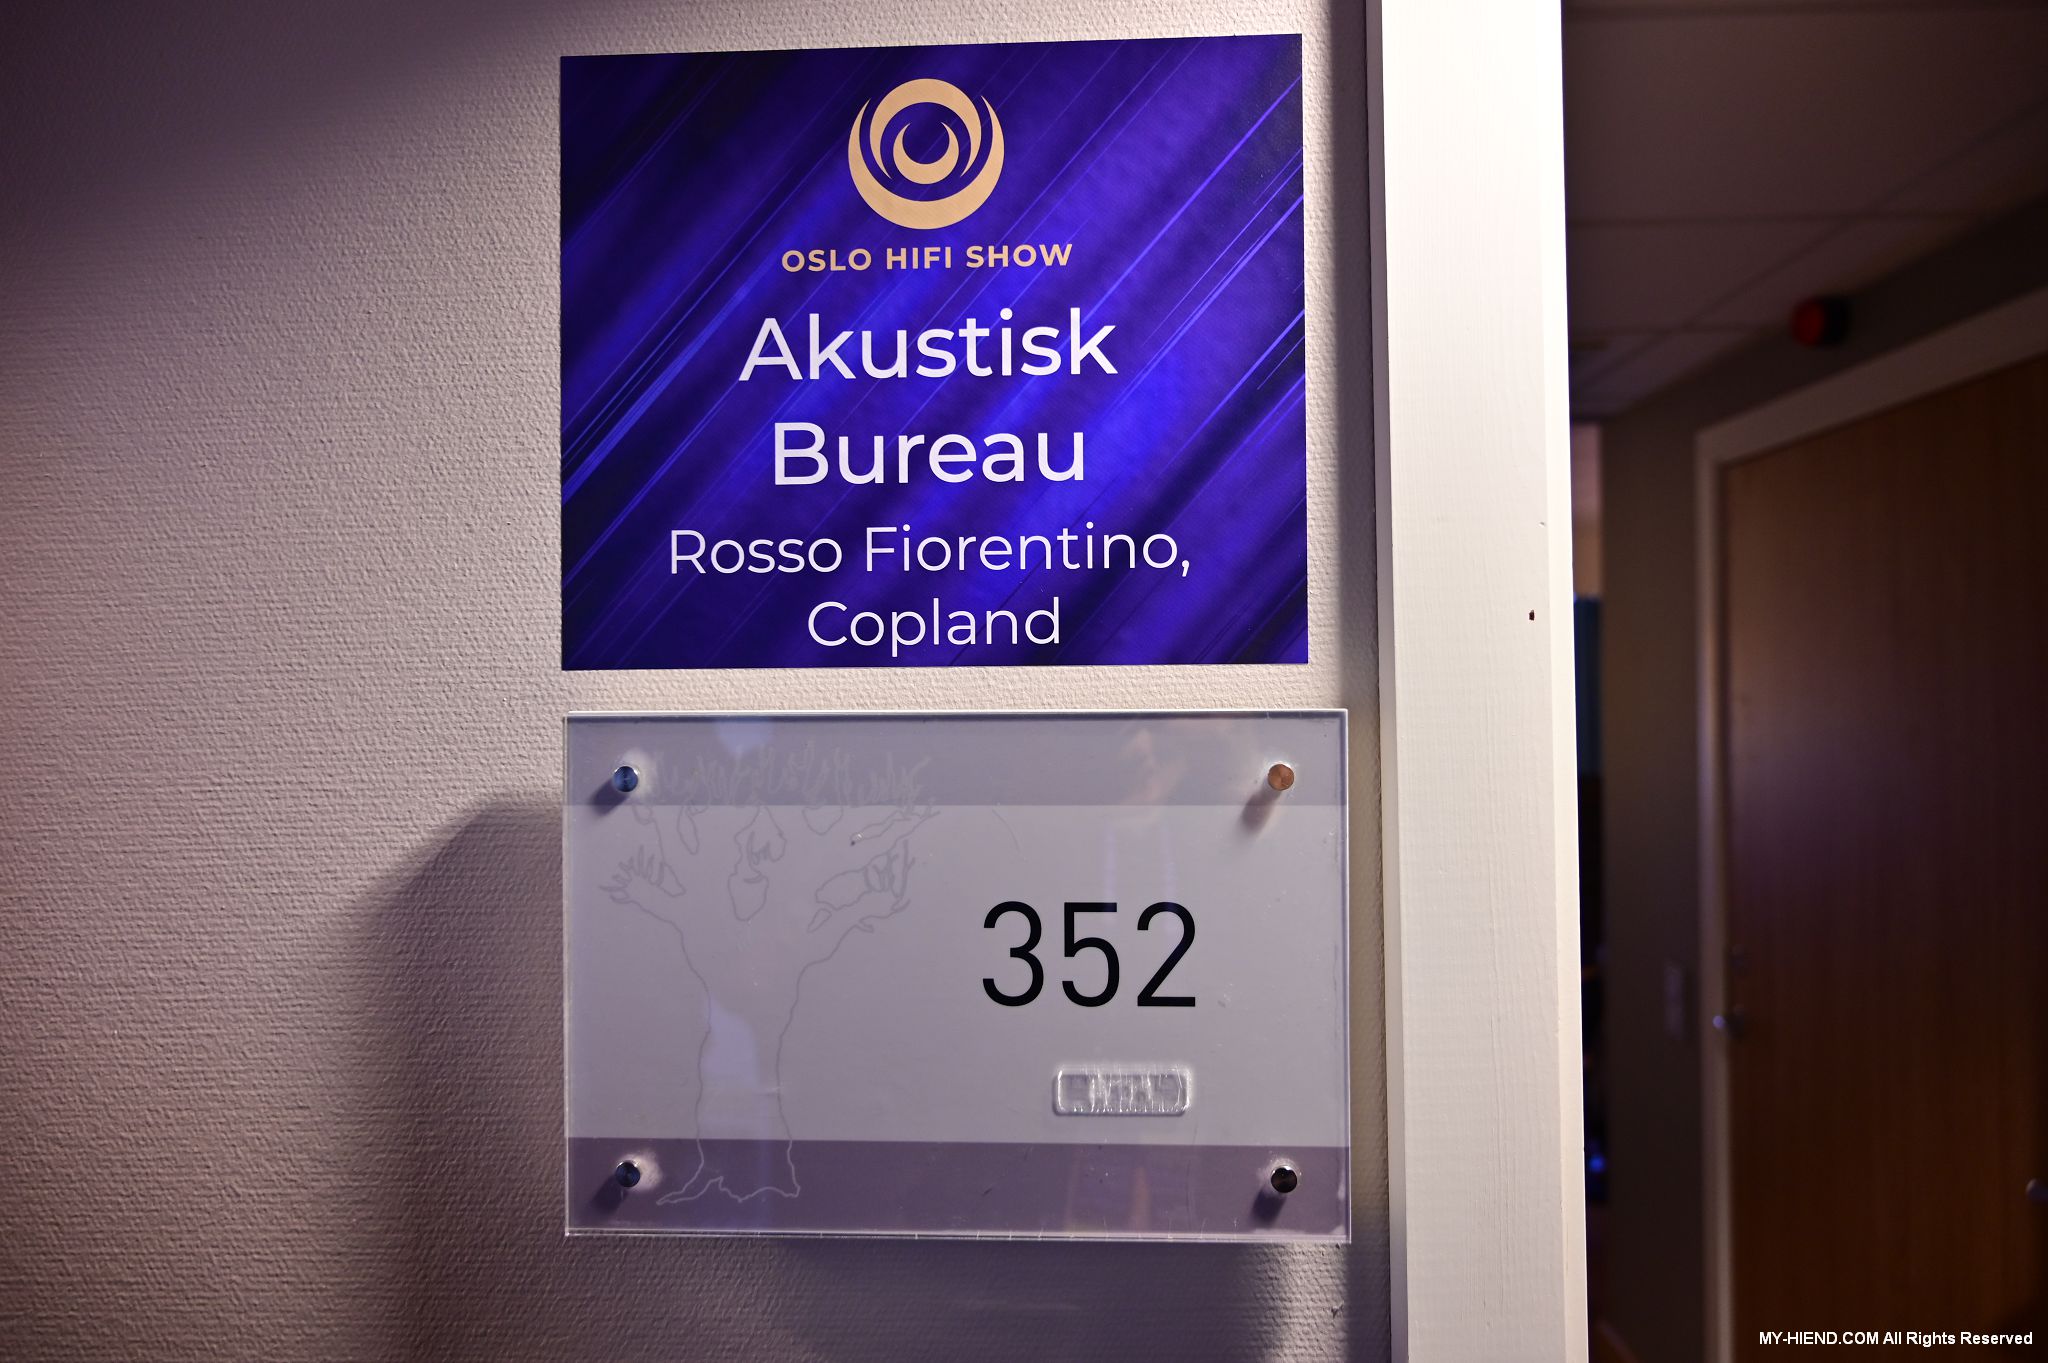 OSLO HIFI SHOW
Akustisk
Bureau
Rosso Fiorentino,
Copland
352
MY-HIEND.COM All Rights Reserved